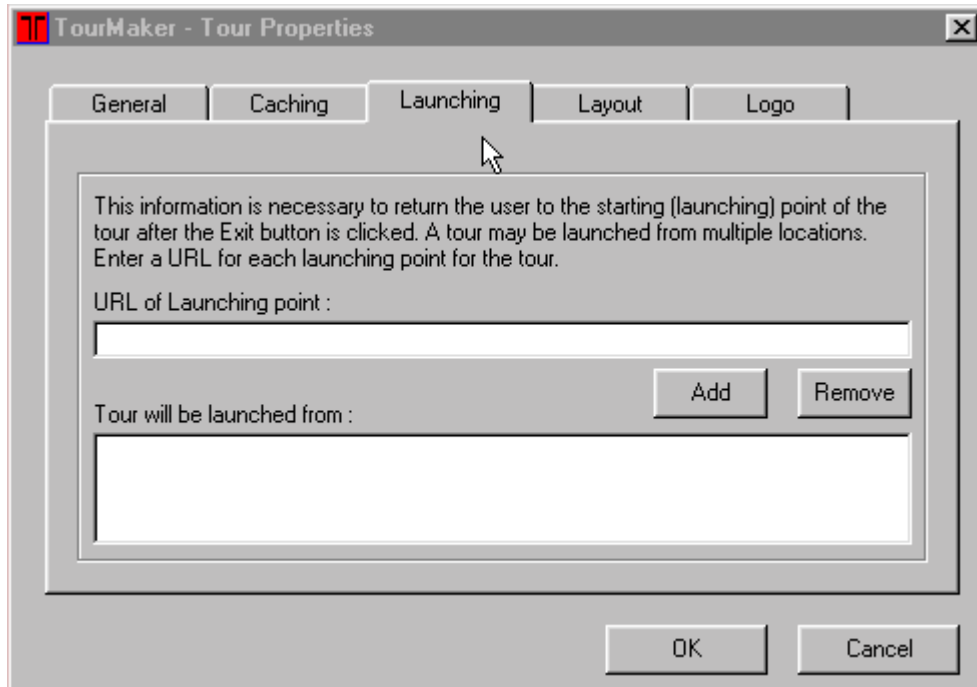 TourMaker - Tour Properties
General Caching Launching Layout Logo
This information is necessary to return the user to the starting (launching) point of the
tour after the Exit button is clicked. A tour may be launched from multiple locations.
Enter a URL for each launching point for the tour.
URL of Launching point :
Add Remove
Tour will be launched from :
OK Cancel